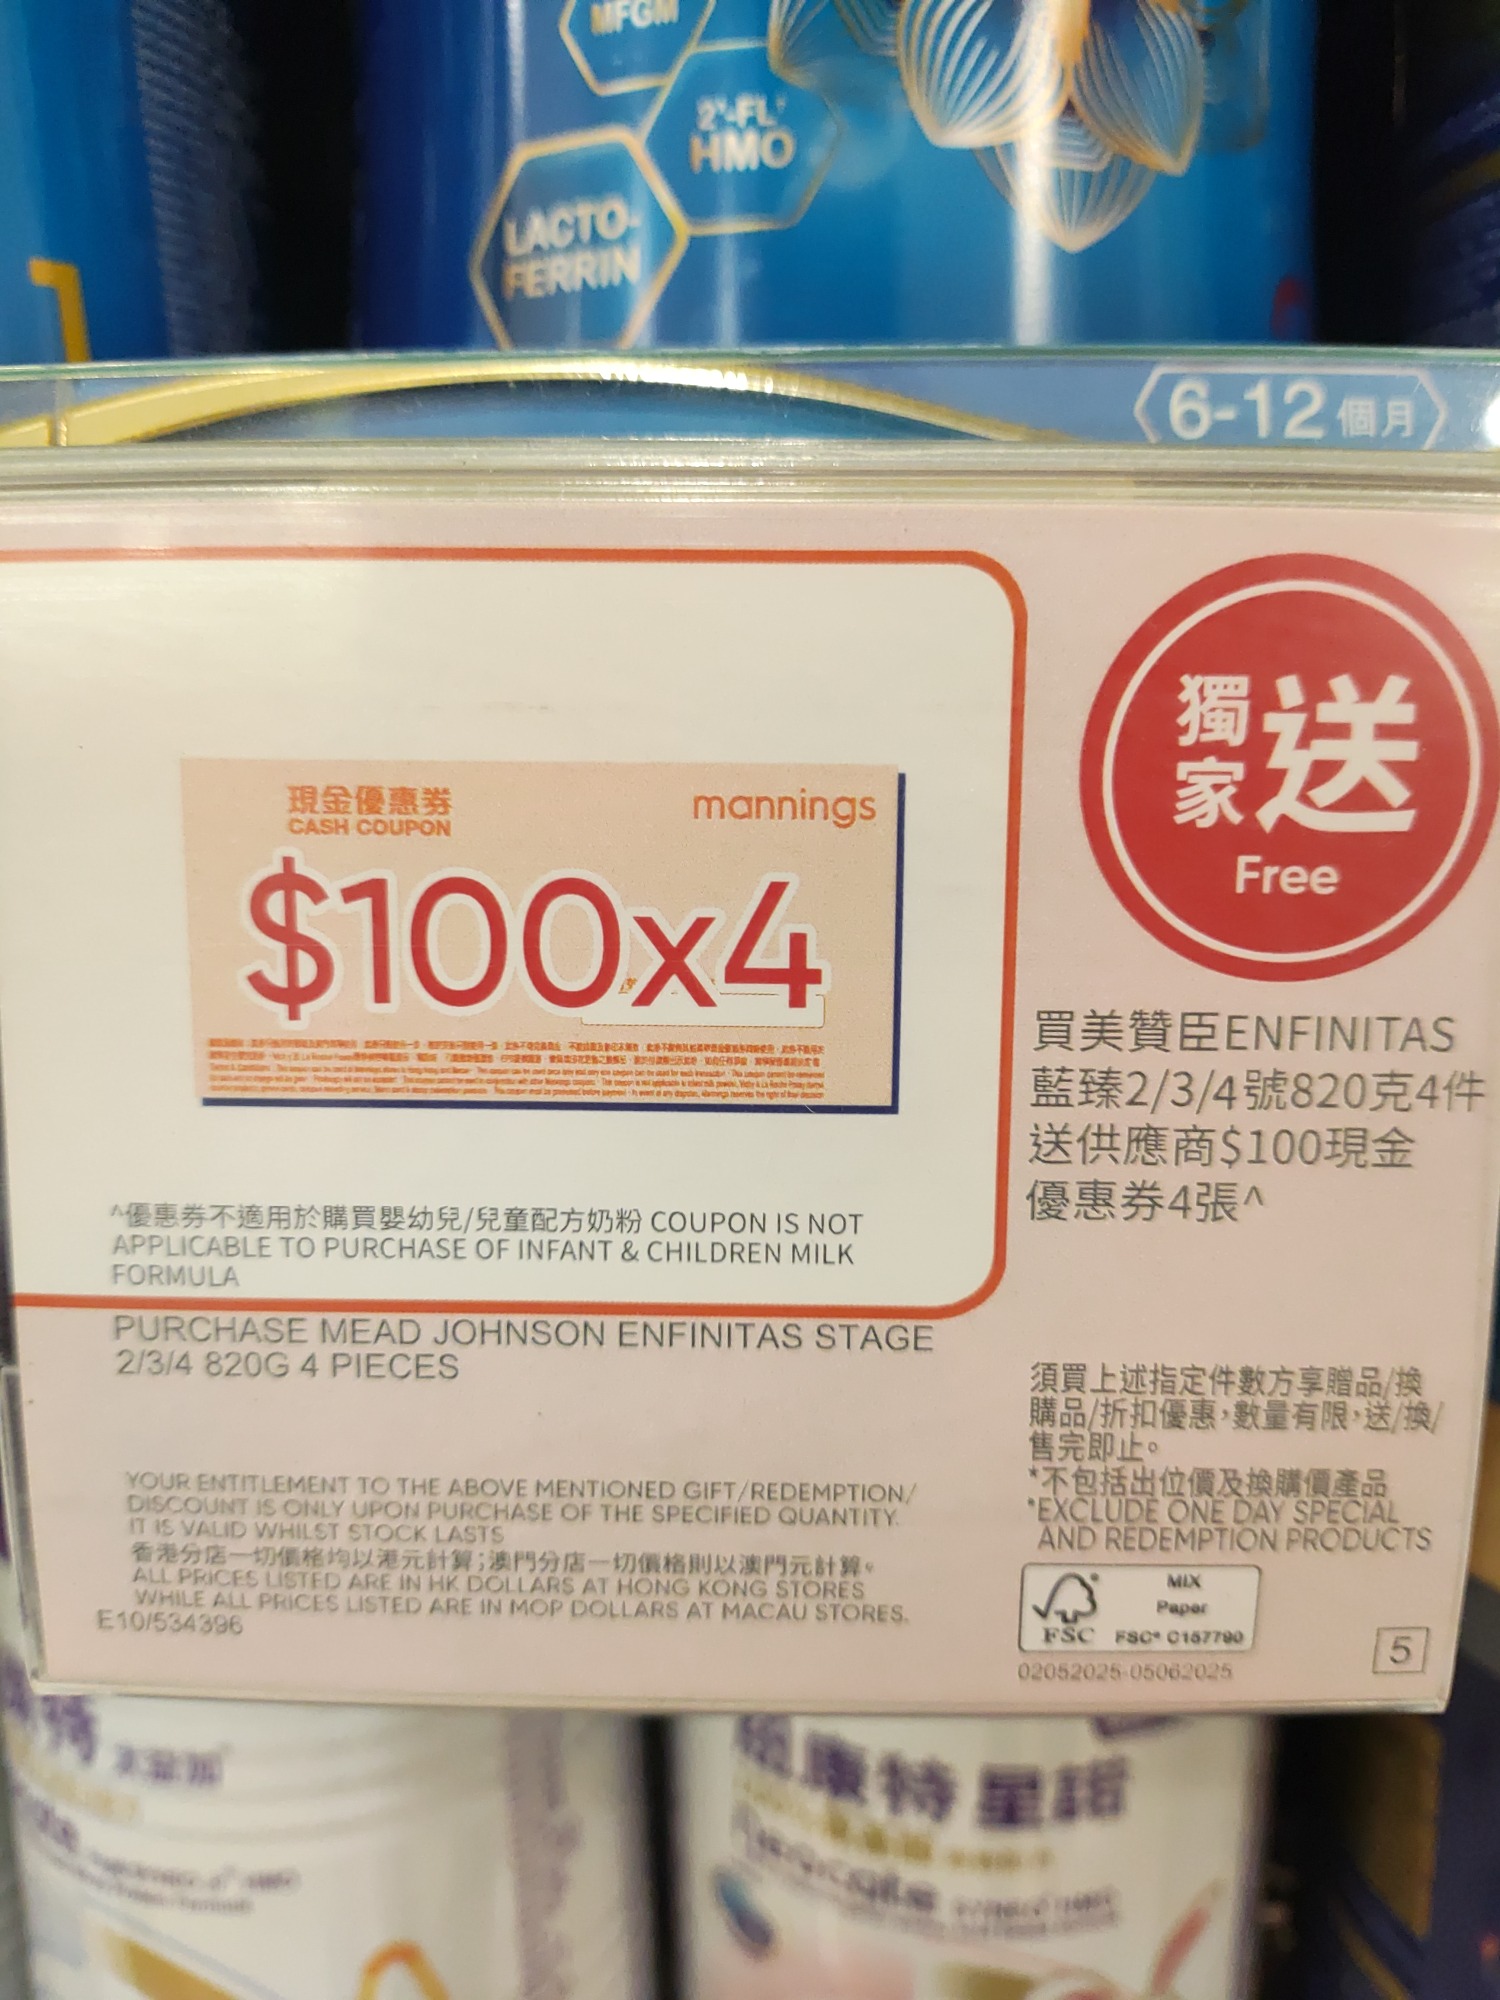 MFGM
2'-FL
HMO
LACTO-
FERRIN
6-12個月
獨家送
Free
現金優惠券
CASH COUPON
mannings
$100x4
買美贊臣ENFINITAS
藍臻2/3/4號820克4件
送供應商$100現金
優惠券4張^
^優惠券不適用於購買嬰幼兒/兒童配方奶粉 COUPON IS NOT
APPLICABLE TO PURCHASE OF INFANT & CHILDREN MILK
FORMULA
PURCHASE MEAD JOHNSON ENFINITAS STAGE
2/3/4 820G 4 PIECES
須買上述指定件數方享贈品/換
購品/折扣優惠，數量有限，送/換/
售完即止。
*不包括出位價及換購價產品
*EXCLUDE ONE DAY SPECIAL
AND REDEMPTION PRODUCTS
YOUR ENTITLEMENT TO THE ABOVE MENTIONED GIFT/REDEMPTION/
DISCOUNT IS ONLY UPON PURCHASE OF THE SPECIFIED QUANTITY.
IT IS VALID WHILST STOCK LASTS
香港分店一切價格均以港元計算；澳門分店一切價格則以澳門元計算。
ALL PRICES LISTED ARE IN HK DOLLARS AT HONG KONG STORES
WHILE ALL PRICES LISTED ARE IN MOP DOLLARS AT MACAU STORES.
E10/534396
MIX
Paper
FSC
FSC® C157790
02052025-05062025
5
康特星諾